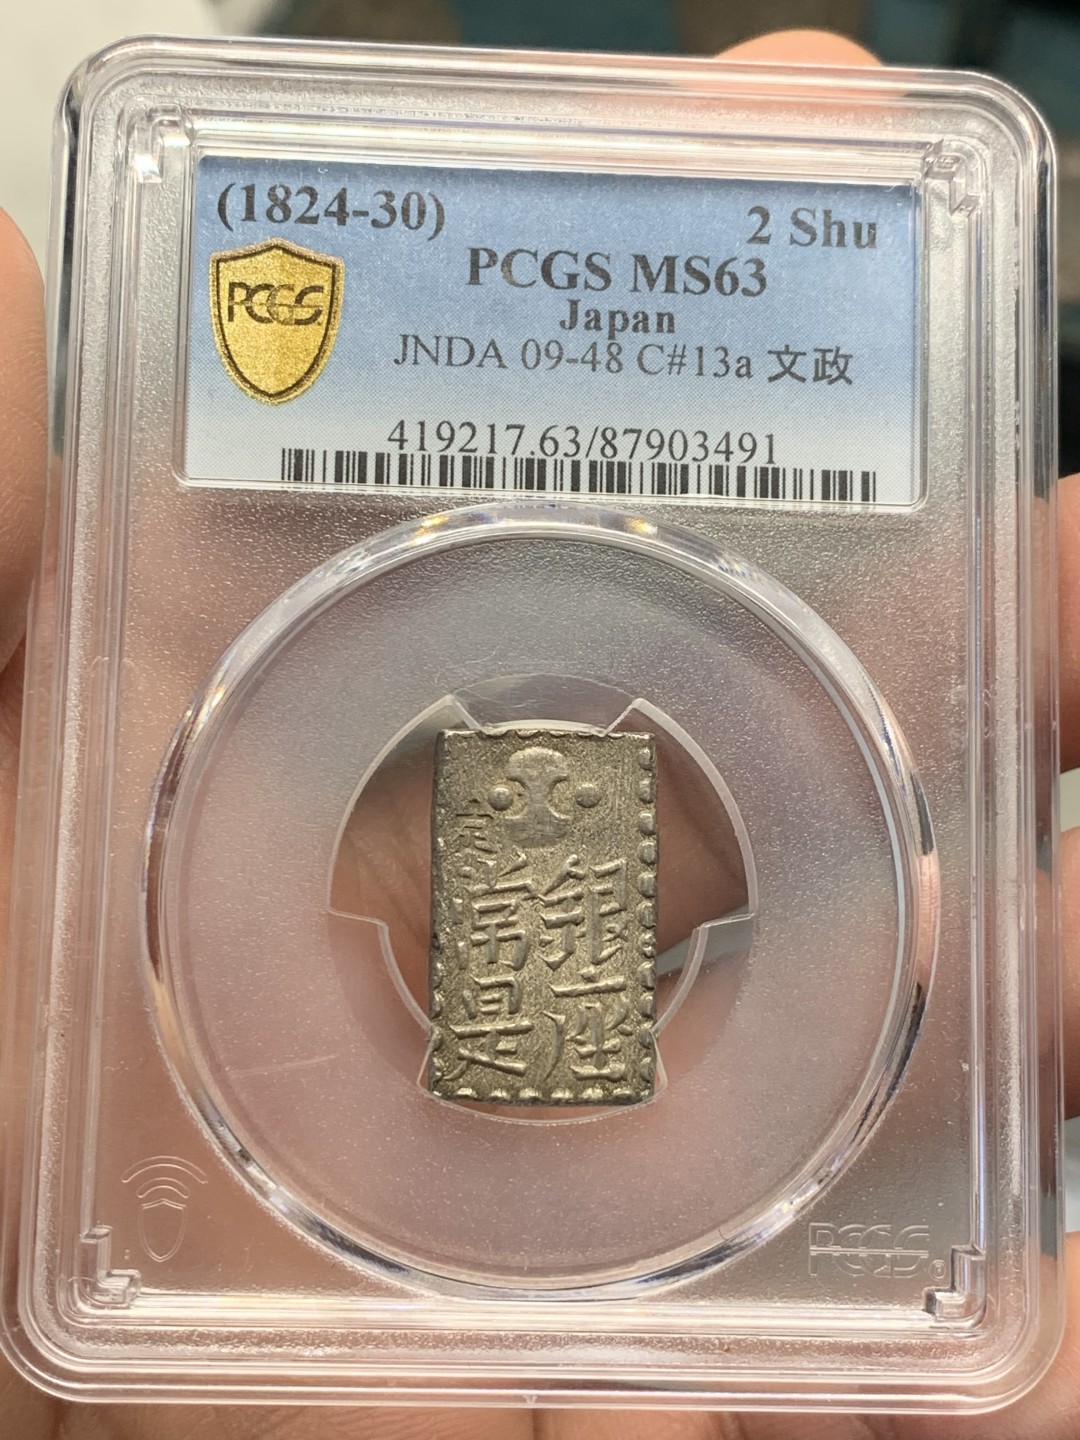 (1824-30)
2 Shu
PCGS MS63
PCGS
Japan
JNDA 09-48 C#13a 文政
419217.63/87903491
定
銀座
常是
PCGS